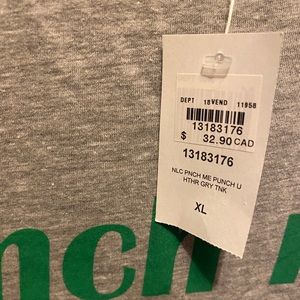 DEPT 18 VEND 11958
13183176
$ 32.90 CAD
13183176
NLC PNCH ME PUNCH U
HTHR GRY TNK
XL
nch